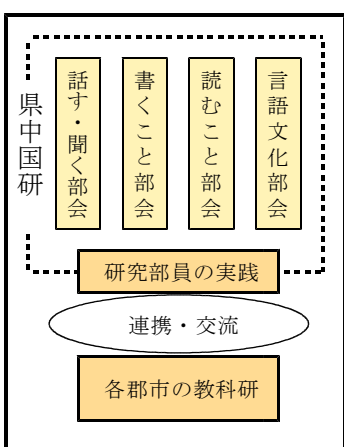 県中国研
話す・聞く部会
書くこと部会
読むこと部会
言語文化部会
研究部員の実践
連携・交流
各郡市の教科研